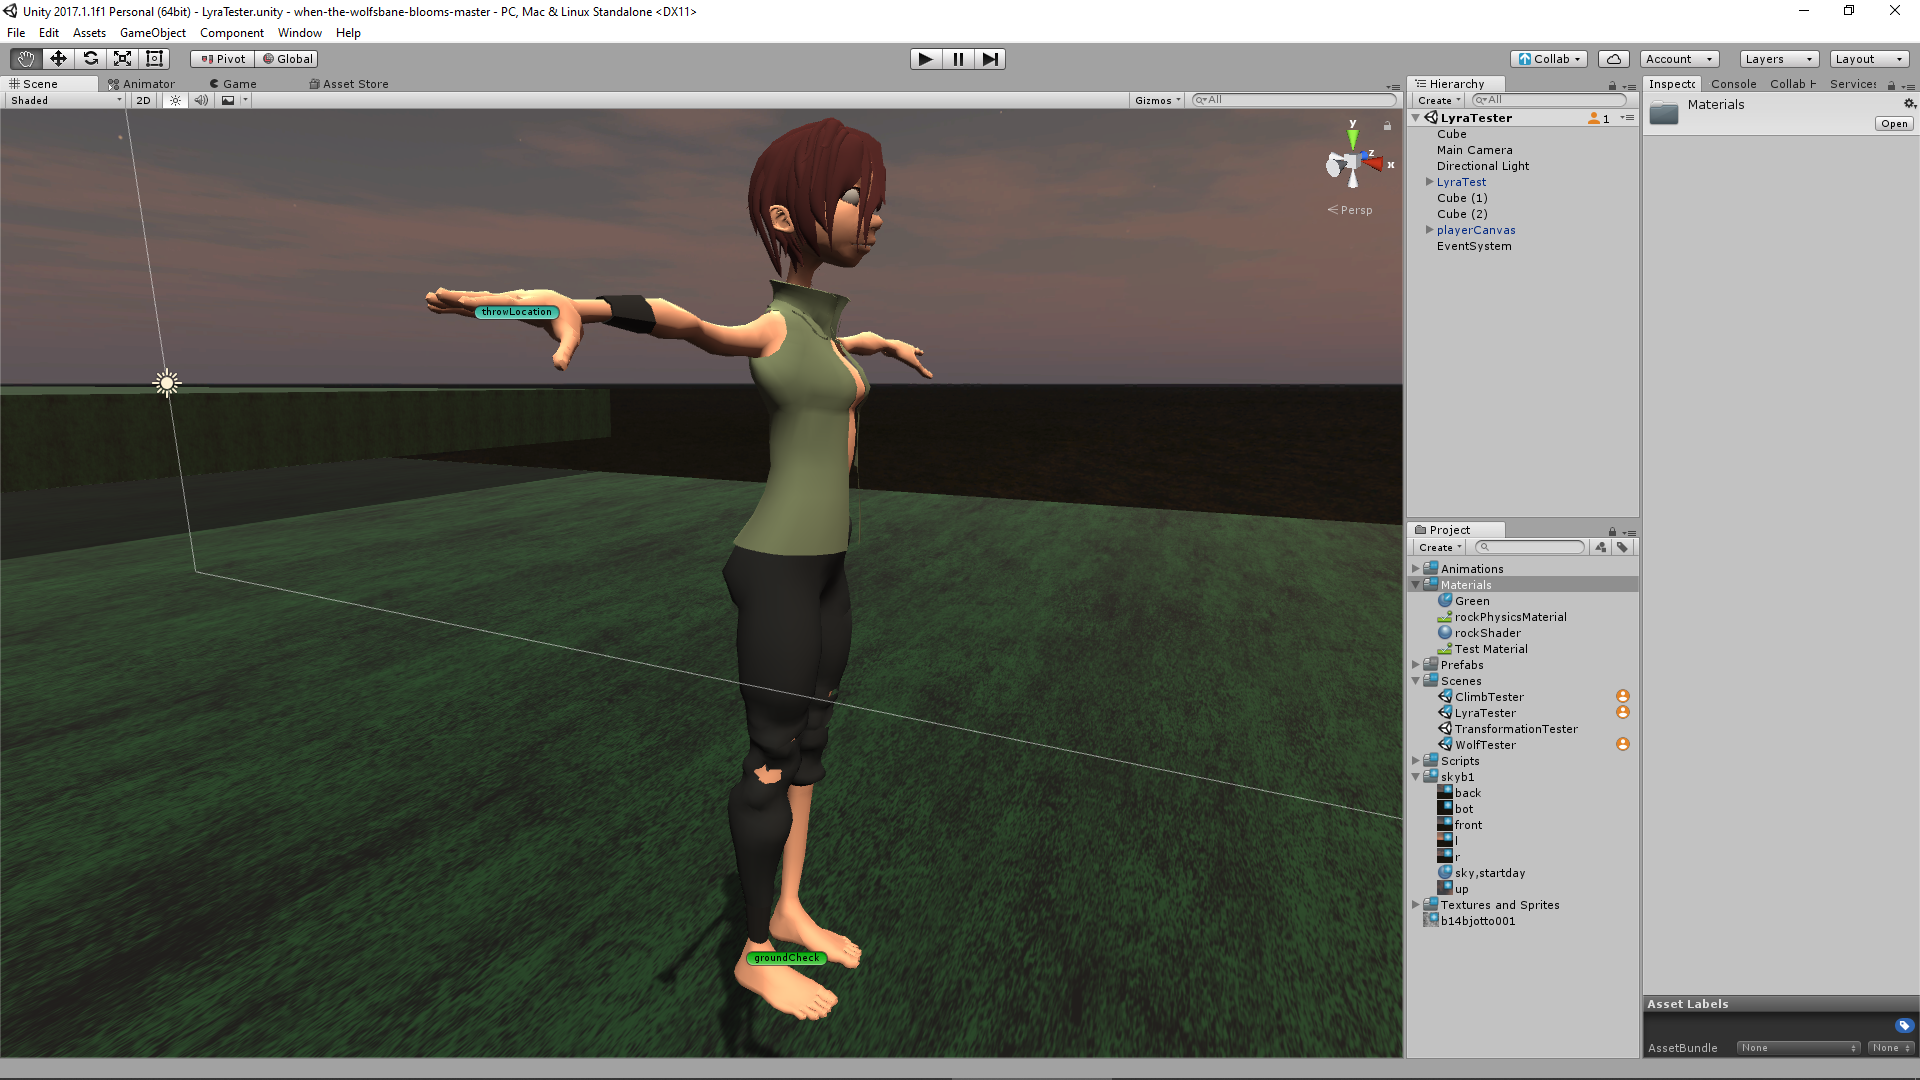 Unity 2017.1.1f1 Personal (64bit) - LyraTester.unity - when-the-wolfsbane-blooms-master - PC, Mac & Linux Standalone <DX11>
File Edit Assets GameObject Component Window Help
Pivot Global Collab Account Layers Layout
Scene Animator Game Asset Store
Shaded 2D Gizmos All
y
z
x
Persp
throwLocation
groundCheck
Hierarchy
Create All
LyraTester 1
Cube
Main Camera
Directional Light
LyraTest
Cube (1)
Cube (2)
playerCanvas
EventSystem
Project
Create
Animations
Materials
Green
rockPhysicsMaterial
rockShader
Test Material
Prefabs
Scenes
ClimbTester
LyraTester
TransformationTester
WolfTester
Scripts
skyb1
back
bot
front
l
r
sky,startday
up
Textures and Sprites
b14bjotto001
Inspecto Console Collab H Services
Materials
Open
Asset Labels
AssetBundle None None